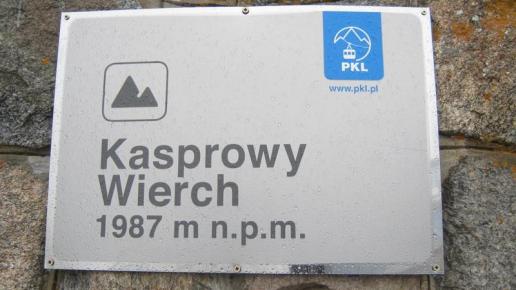 PKL
www.pkl.pl
Kasprowy
Wierch
1987 m n.p.m.